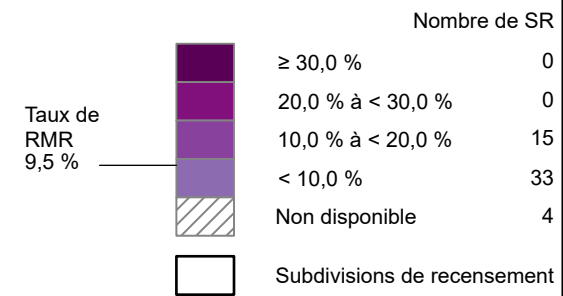 Nombre de SR
≥ 30,0 % 0
20,0 % à < 30,0 % 0
Taux de
RMR
9,5 %
10,0 % à < 20,0 % 15
< 10,0 % 33
Non disponible 4
Subdivisions de recensement